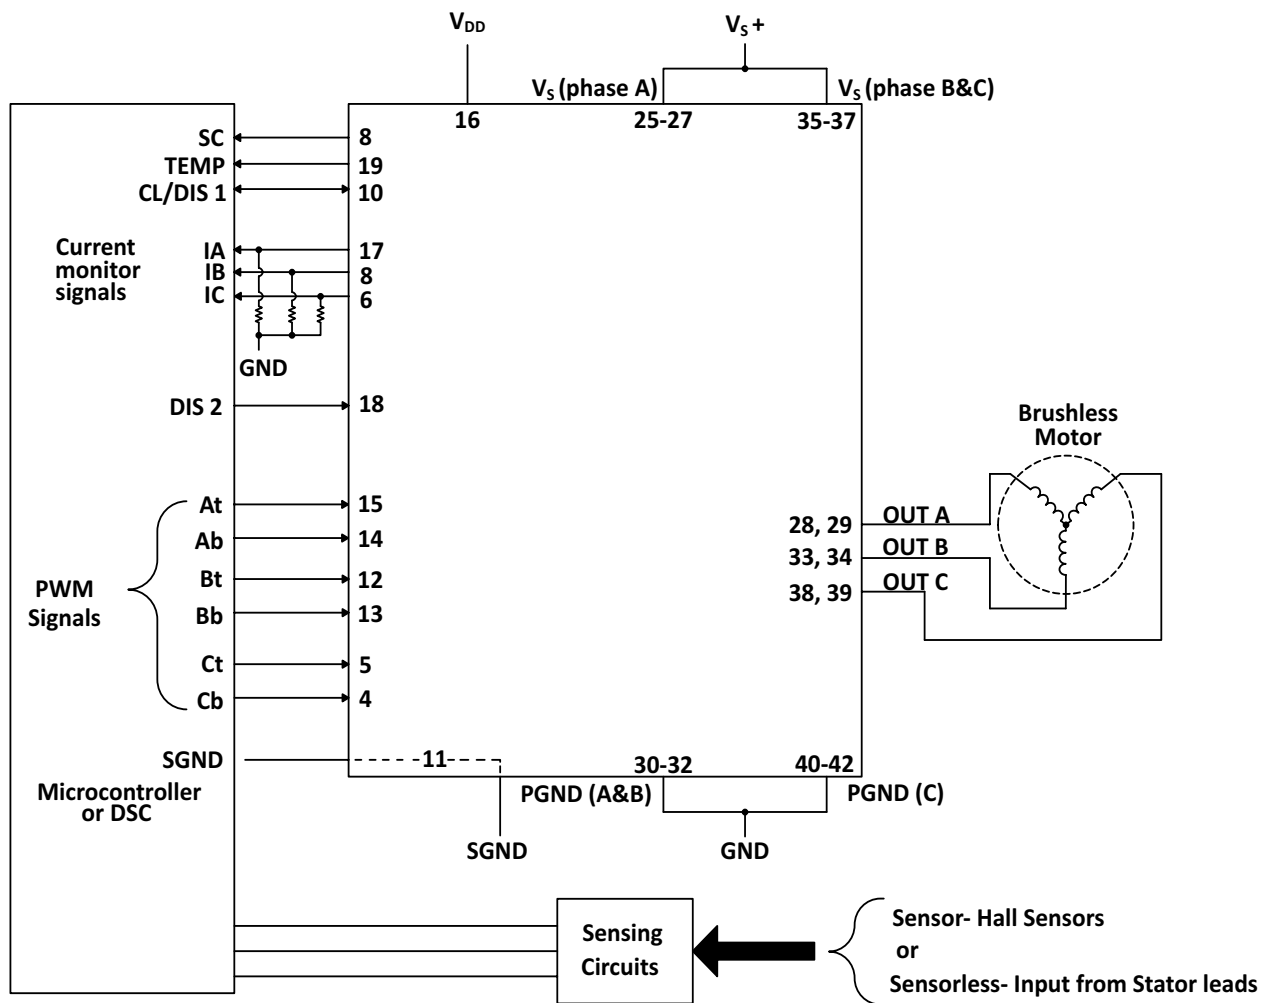 V_DD
V_S +
V_S (phase A)
V_S (phase B&C)
16
25-27
35-37
SC
8
TEMP
19
CL/DIS 1
10
Current
monitor
signals
IA
17
IB
8
IC
6
GND
DIS 2
18
Brushless
Motor
PWM
Signals
At
15
Ab
14
Bt
12
Bb
13
Ct
5
Cb
4
28, 29
OUT A
33, 34
OUT B
38, 39
OUT C
SGND
11
30-32
40-42
Microcontroller
or DSC
PGND (A&B)
PGND (C)
SGND
GND
Sensing
Circuits
Sensor- Hall Sensors
or
Sensorless- Input from Stator leads